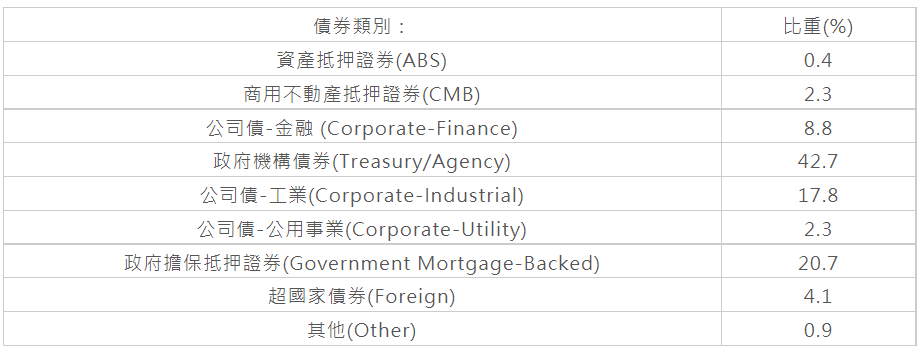 債券類別： 比重(%)
資產抵押證券(ABS) 0.4
商用不動產抵押證券(CMB) 2.3
公司債-金融 (Corporate-Finance) 8.8
政府機構債券(Treasury/Agency) 42.7
公司債-工業(Corporate-Industrial) 17.8
公司債-公用事業(Corporate-Utility) 2.3
政府擔保抵押證券(Government Mortgage-Backed) 20.7
超國家債券(Foreign) 4.1
其他(Other) 0.9